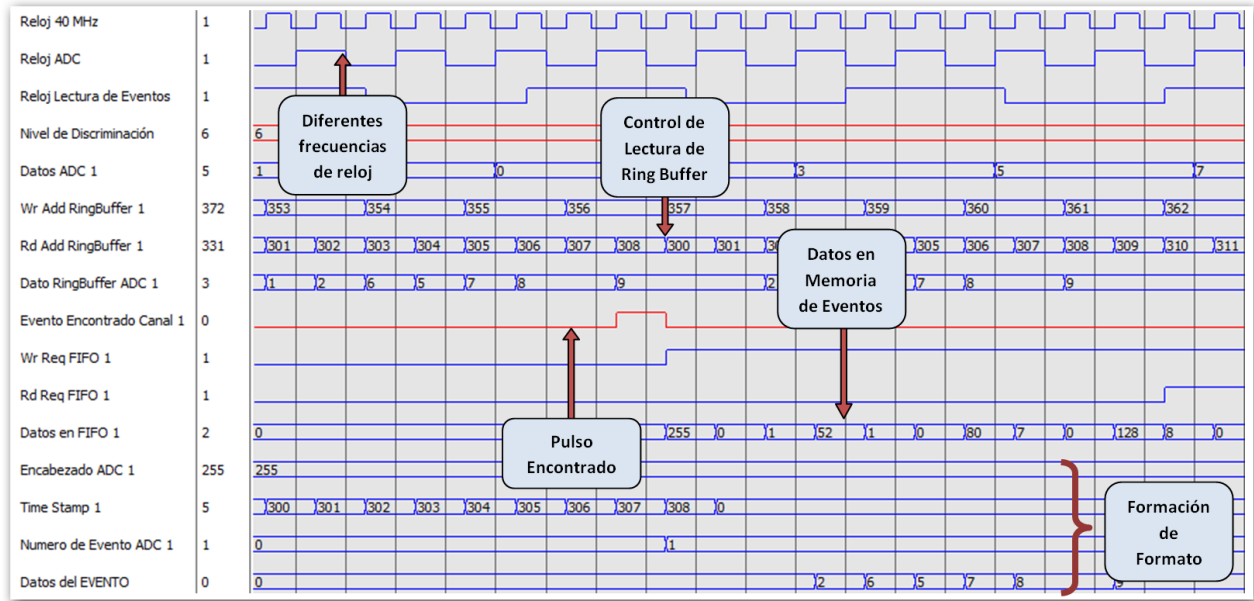 Reloj 40 MHz 1
Reloj ADC 1
Reloj Lectura de Eventos 1
Nivel de Discriminación 6 6
Datos ADC 1 5 1 0 3 5 7
Wr Add RingBuffer 1 372 353 354 355 356 357 358 359 360 361 362
Rd Add RingBuffer 1 331 301 302 303 304 305 306 307 308 300 301 305 306 307 308 309 310 311
Dato RingBuffer ADC 1 3 1 2 6 5 7 8 9 2 7 8 9
Evento Encontrado Canal 1 0
Wr Req FIFO 1 1
Rd Req FIFO 1 1
Datos en FIFO 1 2 0 255 0 1 52 1 0 80 7 0 128 8 0
Encabezado ADC 1 255 255
Time Stamp 1 5 300 301 302 303 304 305 306 307 308 0
Numero de Evento ADC 1 1 0 1
Datos del EVENTO 0 0 2 6 5 7 8
Diferentes
frecuencias
de reloj
Control de
Lectura de
Ring Buffer
Datos en
Memoria
de Eventos
Pulso
Encontrado
Formación
de
Formato